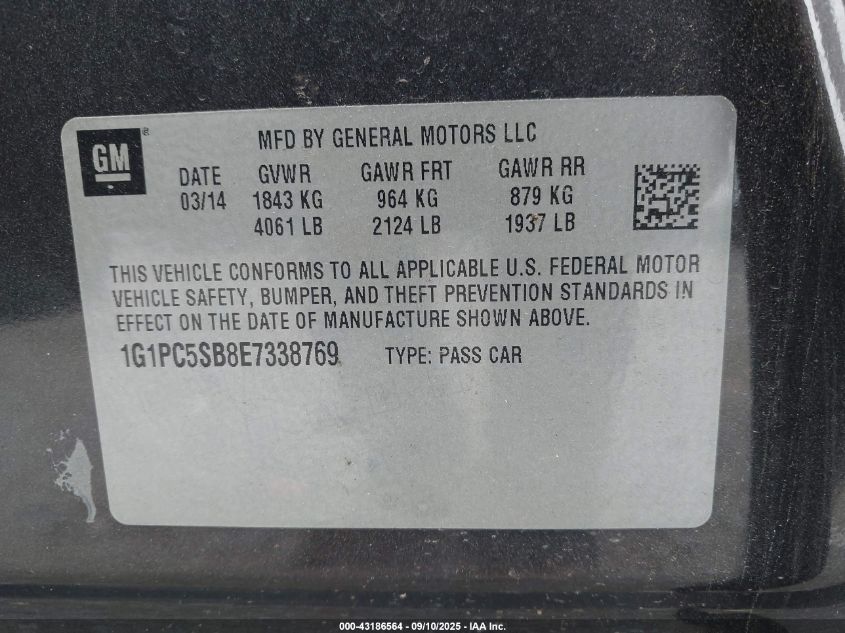 GM ®
MFD BY GENERAL MOTORS LLC
DATE GVWR GAWR FRT GAWR RR
03/14 1843 KG 964 KG 879 KG
4061 LB 2124 LB 1937 LB
THIS VEHICLE CONFORMS TO ALL APPLICABLE U.S. FEDERAL MOTOR
VEHICLE SAFETY, BUMPER, AND THEFT PREVENTION STANDARDS IN
EFFECT ON THE DATE OF MANUFACTURE SHOWN ABOVE.
1G1PC5SB8E7338769 TYPE: PASS CAR
000-43186564 - 09/10/2025 - IAA Inc.